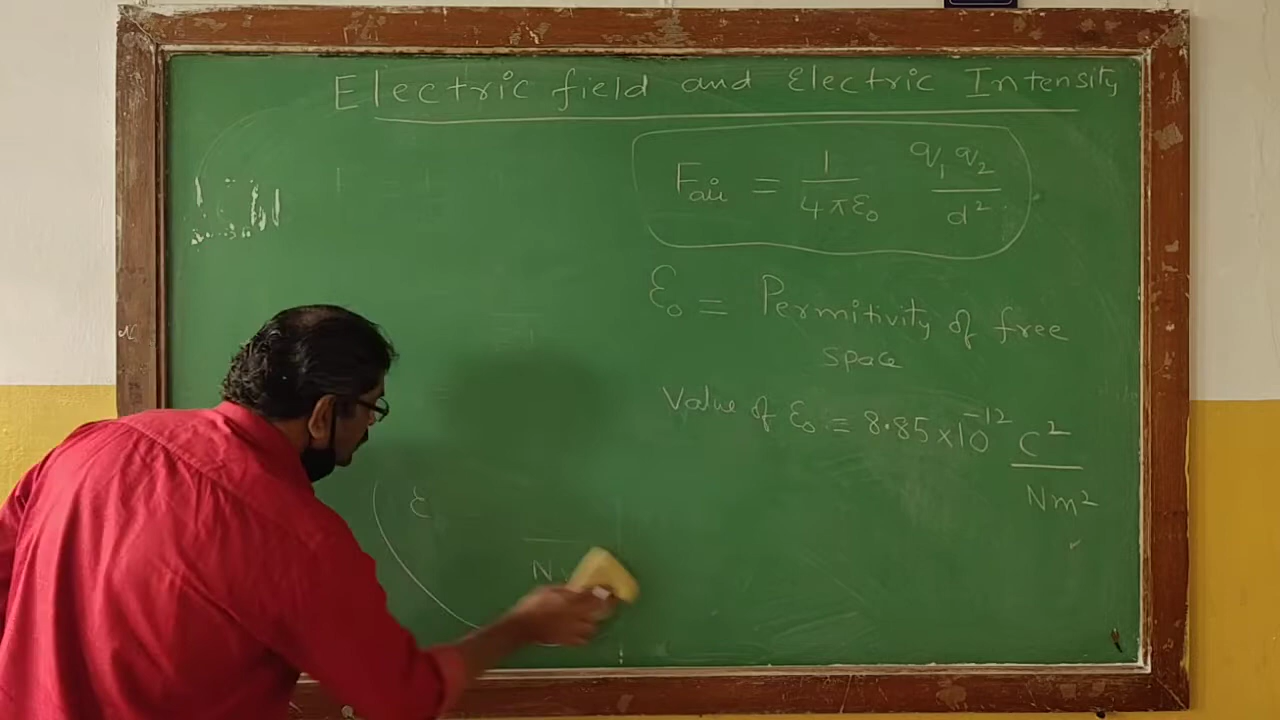 Electric field and Electric Intensity
F_air = 1/4πε₀ q₁q₂/d²
ε₀ = Permitivity of free
space
Value of ε₀ = 8.85×10⁻¹² C²/Nm²
ε
N